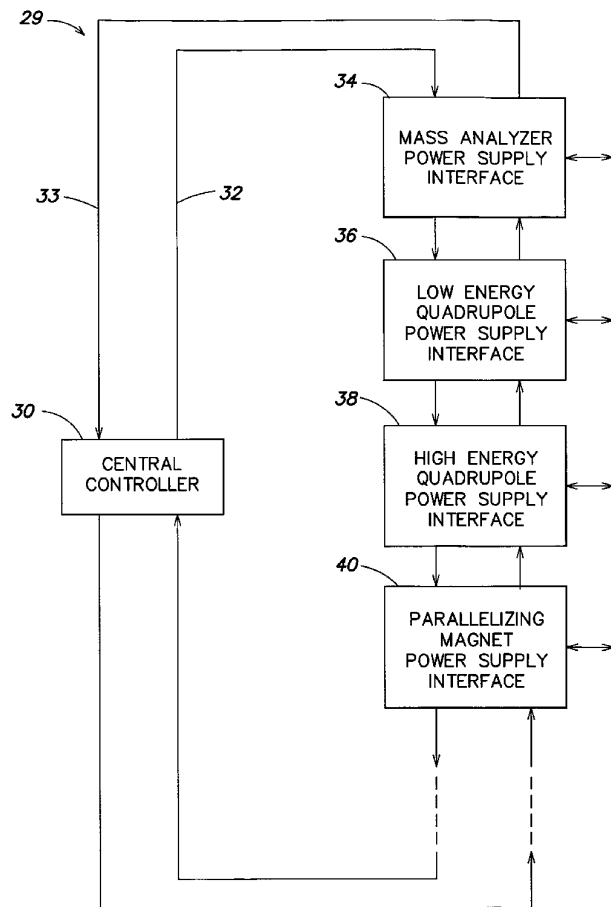 29
34
MASS ANALYZER
POWER SUPPLY
INTERFACE
33
32
36
LOW ENERGY
QUADRUPOLE
POWER SUPPLY
INTERFACE
30
CENTRAL
CONTROLLER
38
HIGH ENERGY
QUADRUPOLE
POWER SUPPLY
INTERFACE
40
PARALLELIZING
MAGNET
POWER SUPPLY
INTERFACE